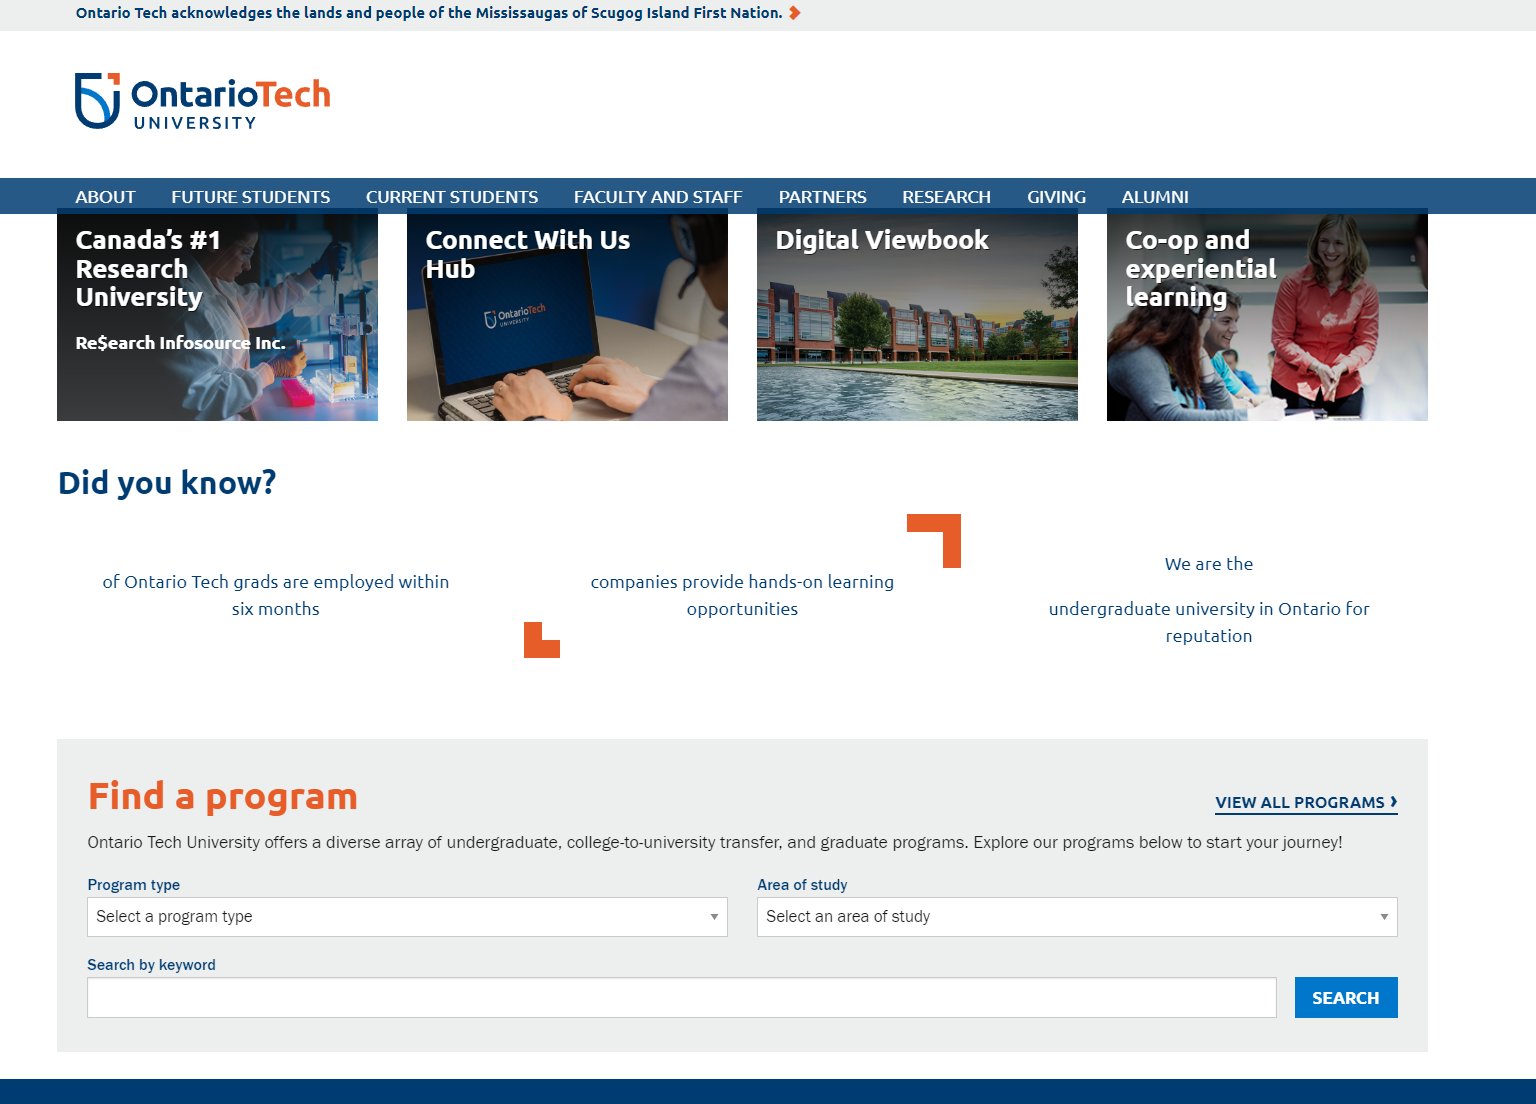 Ontario Tech acknowledges the lands and people of the Mississaugas of Scugog Island First Nation.
OntarioTech
UNIVERSITY
ABOUT FUTURE STUDENTS CURRENT STUDENTS FACULTY AND STAFF PARTNERS RESEARCH GIVING ALUMNI
Canada's #1
Research
University
Re$earch Infosource Inc.
Connect With Us
Hub
OntarioTech
UNIVERSITY
Digital Viewbook
Co-op and
experiential
learning
Did you know?
of Ontario Tech grads are employed within
six months
companies provide hands-on learning
opportunities
We are the
undergraduate university in Ontario for
reputation
Find a program
VIEW ALL PROGRAMS ›
Ontario Tech University offers a diverse array of undergraduate, college-to-university transfer, and graduate programs. Explore our programs below to start your journey!
Program type
Select a program type
Area of study
Select an area of study
Search by keyword
SEARCH